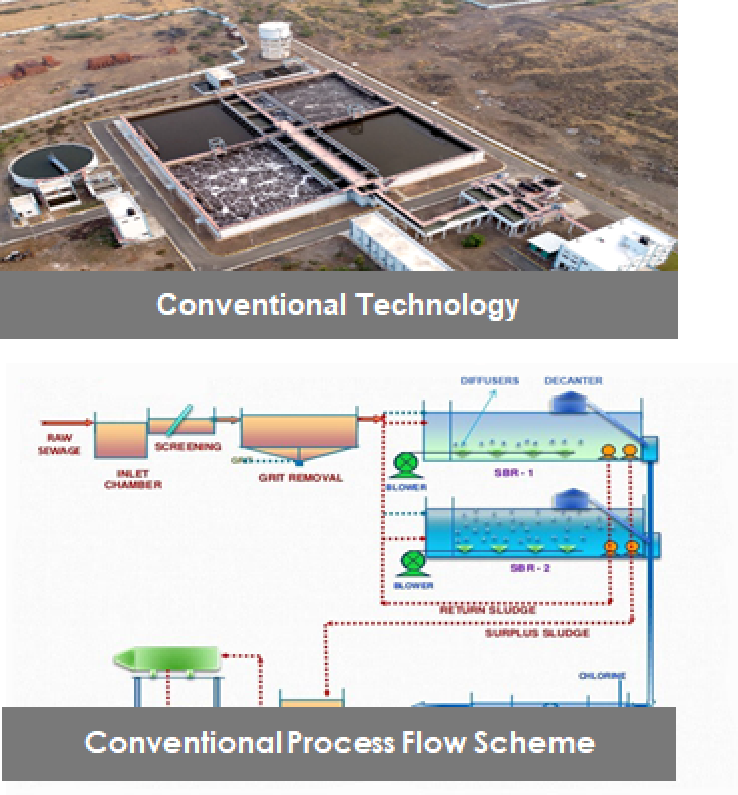 Conventional Technology
DIFFUSERS
DECANTER
RAW
SEWAGE
SCREENING
INLET
CHAMBER
GRIT REMOVAL
BLOWER
SBR - 1
BLOWER
SBR - 2
RETURN SLUDGE
SURPLUS SLUDGE
CHLORINE
Conventional Process Flow Scheme